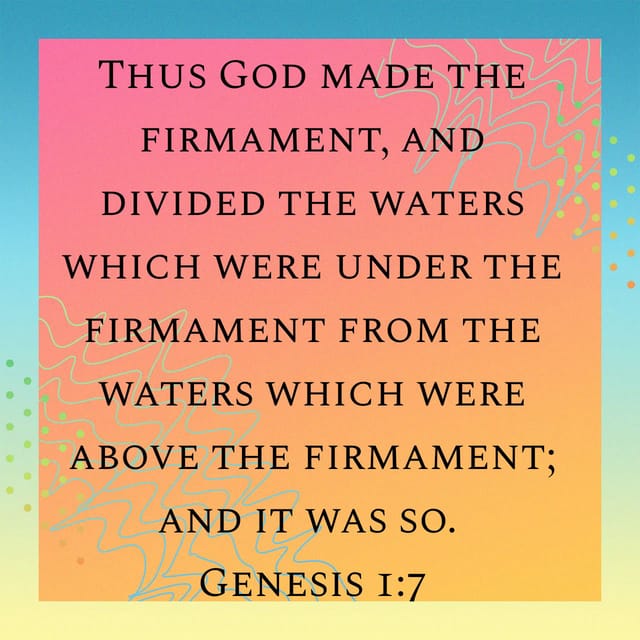 Thus God made the
firmament, and
divided the waters
which were under the
firmament from the
waters which were
above the firmament;
and it was so.
Genesis 1:7